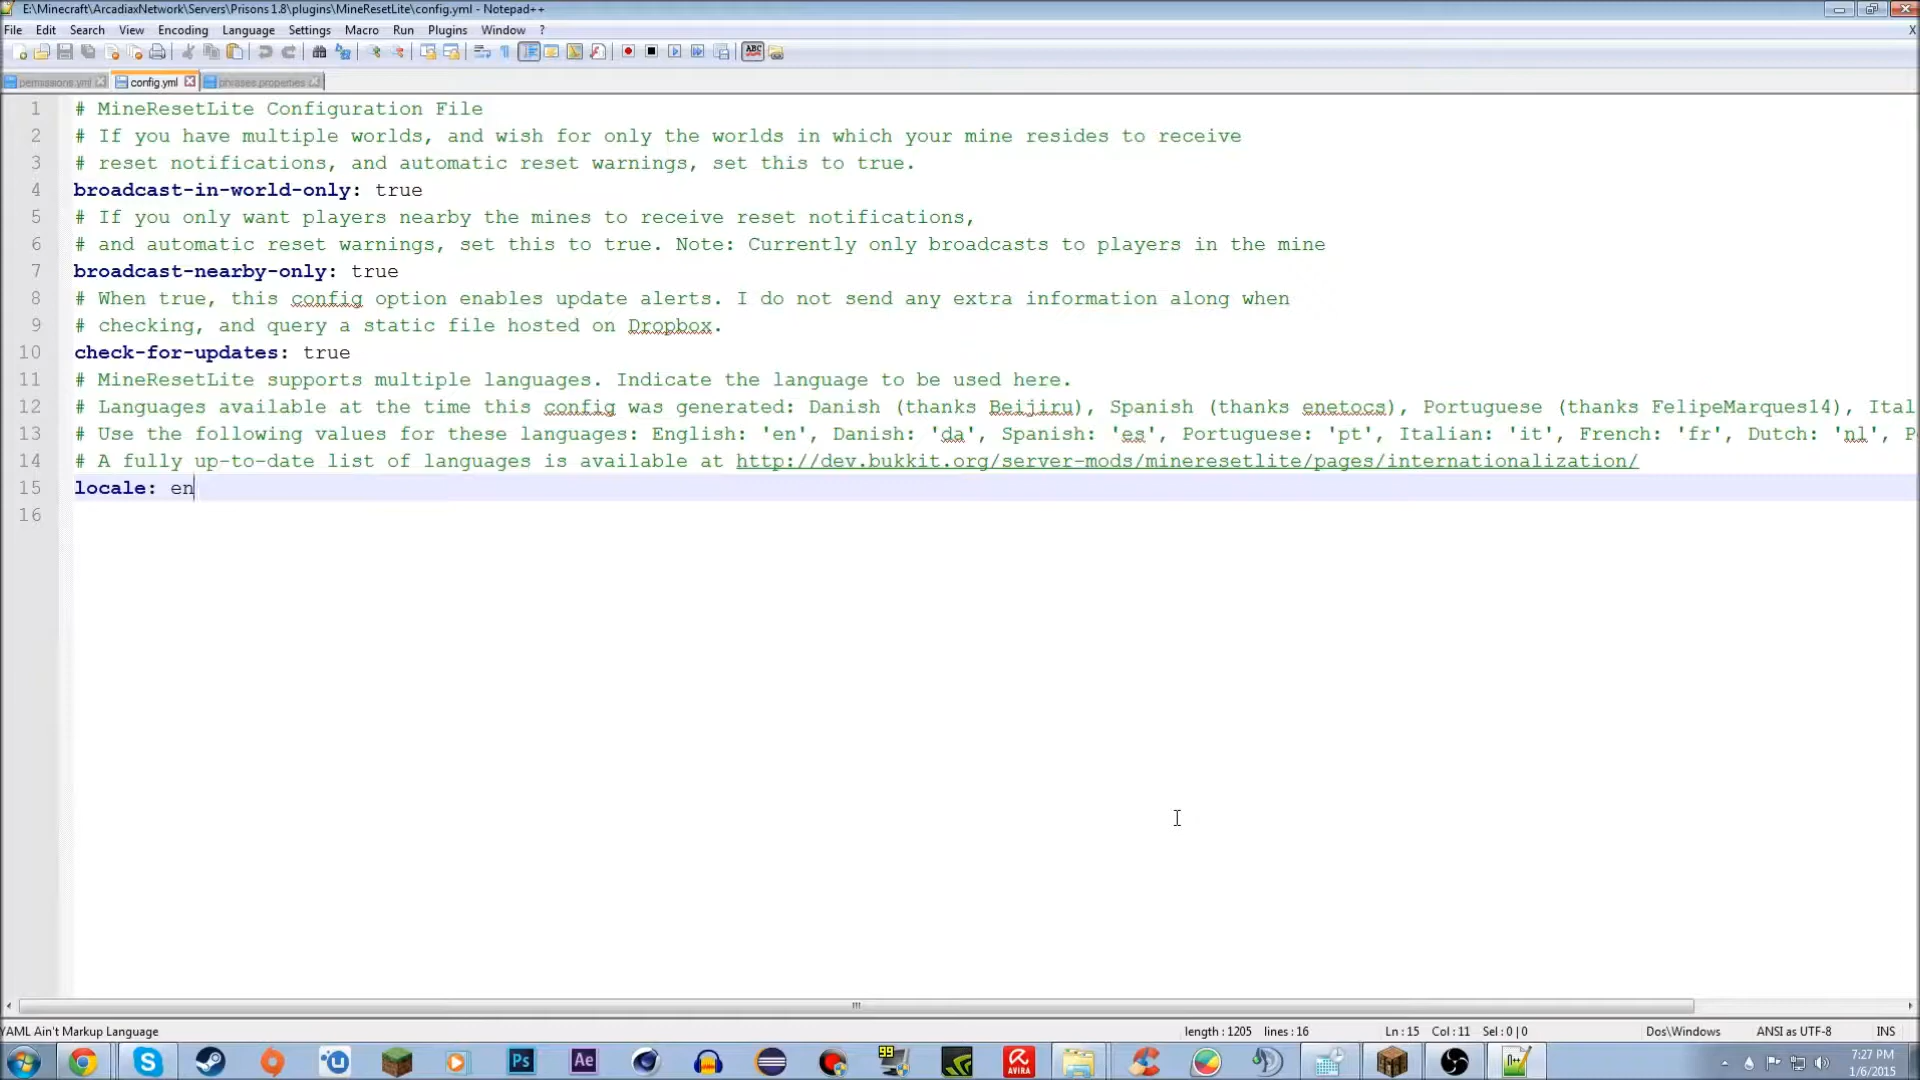 E:\Minecraft\ArcadiaxNetwork\Servers\Prisons 1.8\plugins\MineResetLite\config.yml - Notepad++
File Edit Search View Encoding Language Settings Macro Run Plugins Window ? X
permissions.yml config.yml phrases.properties
1 # MineResetLite Configuration File
2 # If you have multiple worlds, and wish for only the worlds in which your mine resides to receive
3 # reset notifications, and automatic reset warnings, set this to true.
4 broadcast-in-world-only: true
5 # If you only want players nearby the mines to receive reset notifications,
6 # and automatic reset warnings, set this to true. Note: Currently only broadcasts to players in the mine
7 broadcast-nearby-only: true
8 # When true, this config option enables update alerts. I do not send any extra information along when
9 # checking, and query a static file hosted on Dropbox.
10 check-for-updates: true
11 # MineResetLite supports multiple languages. Indicate the language to be used here.
12 # Languages available at the time this config was generated: Danish (thanks Beijiru), Spanish (thanks enetocs), Portuguese (thanks FelipeMarques14), Ital
13 # Use the following values for these languages: English: 'en', Danish: 'da', Spanish: 'es', Portuguese: 'pt', Italian: 'it', French: 'fr', Dutch: 'nl', P
14 # A fully up-to-date list of languages is available at http://dev.bukkit.org/server-mods/mineresetlite/pages/internationalization/
15 locale: en
16
YAML Ain't Markup Language length : 1205 lines : 16 Ln : 15 Col : 11 Sel : 0 | 0 Dos\Windows ANSI as UTF-8 INS
Ps Ae 99 AVIRA 7:27 PM
1/6/2015